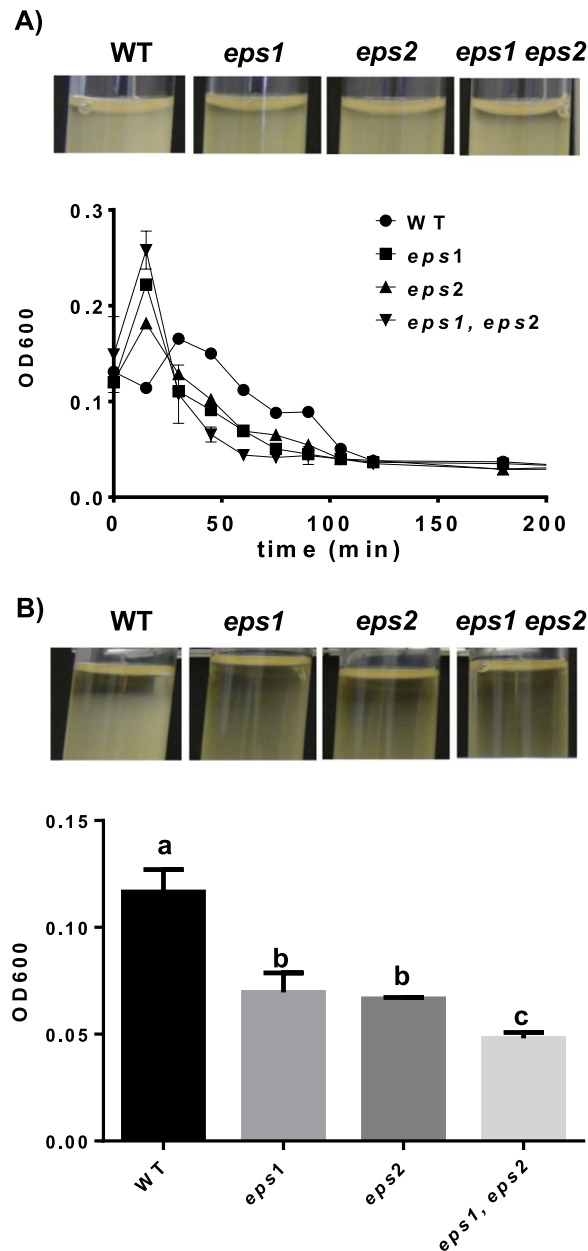 A)
WT eps1 eps2 eps1 eps2
0.3
0.2
0.1
0.0
OD600
WT
eps1
eps2
eps1, eps2
0 50 100 150 200
time (min)
B)
WT eps1 eps2 eps1 eps2
0.15
0.10
0.05
0.00
OD600
a
b
b
c
WT
eps1
eps2
eps1, eps2